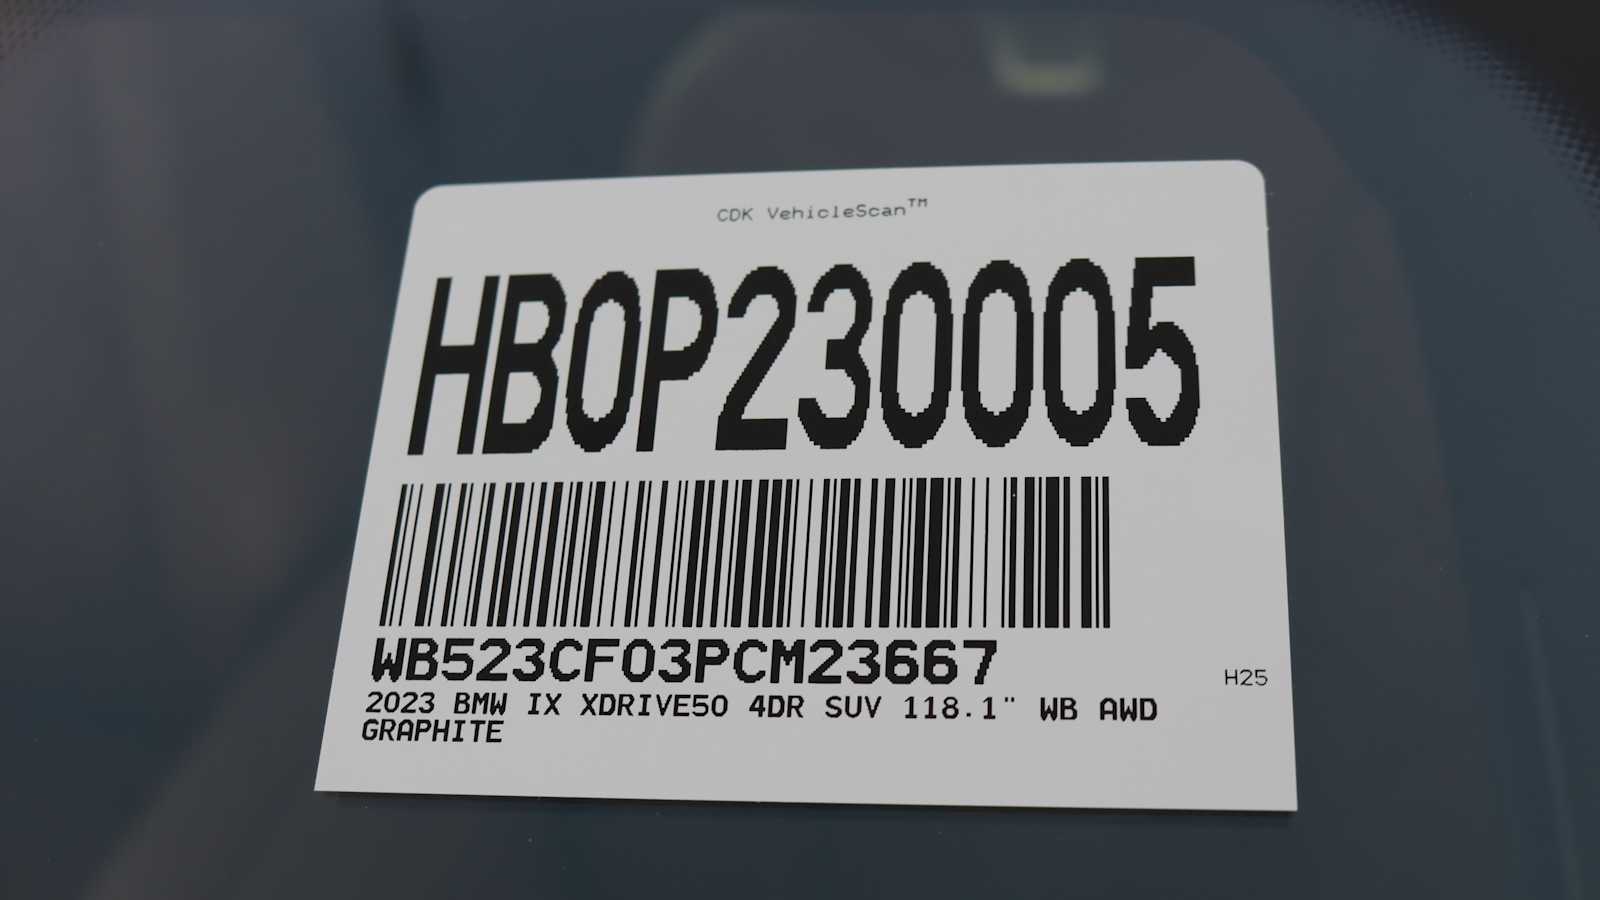 CDK VehicleScan™
HBOP230005
WB523CF03PCM23667
H25
2023 BMW IX XDRIVE50 4DR SUV 118.1" WB AWD
GRAPHITE